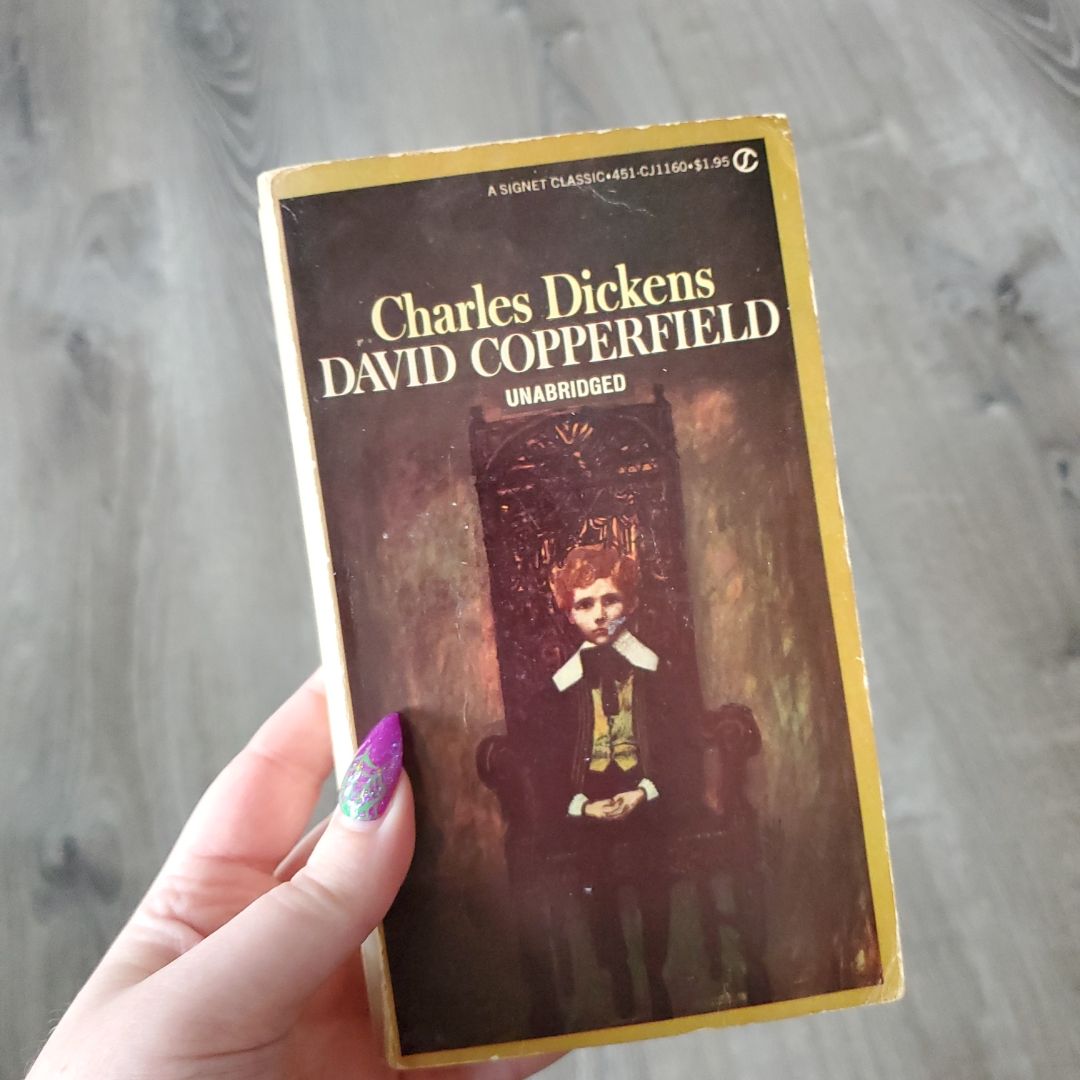 A SIGNET CLASSIC•451-CJ1160•$1.95
Charles Dickens
DAVID COPPERFIELD
UNABRIDGED